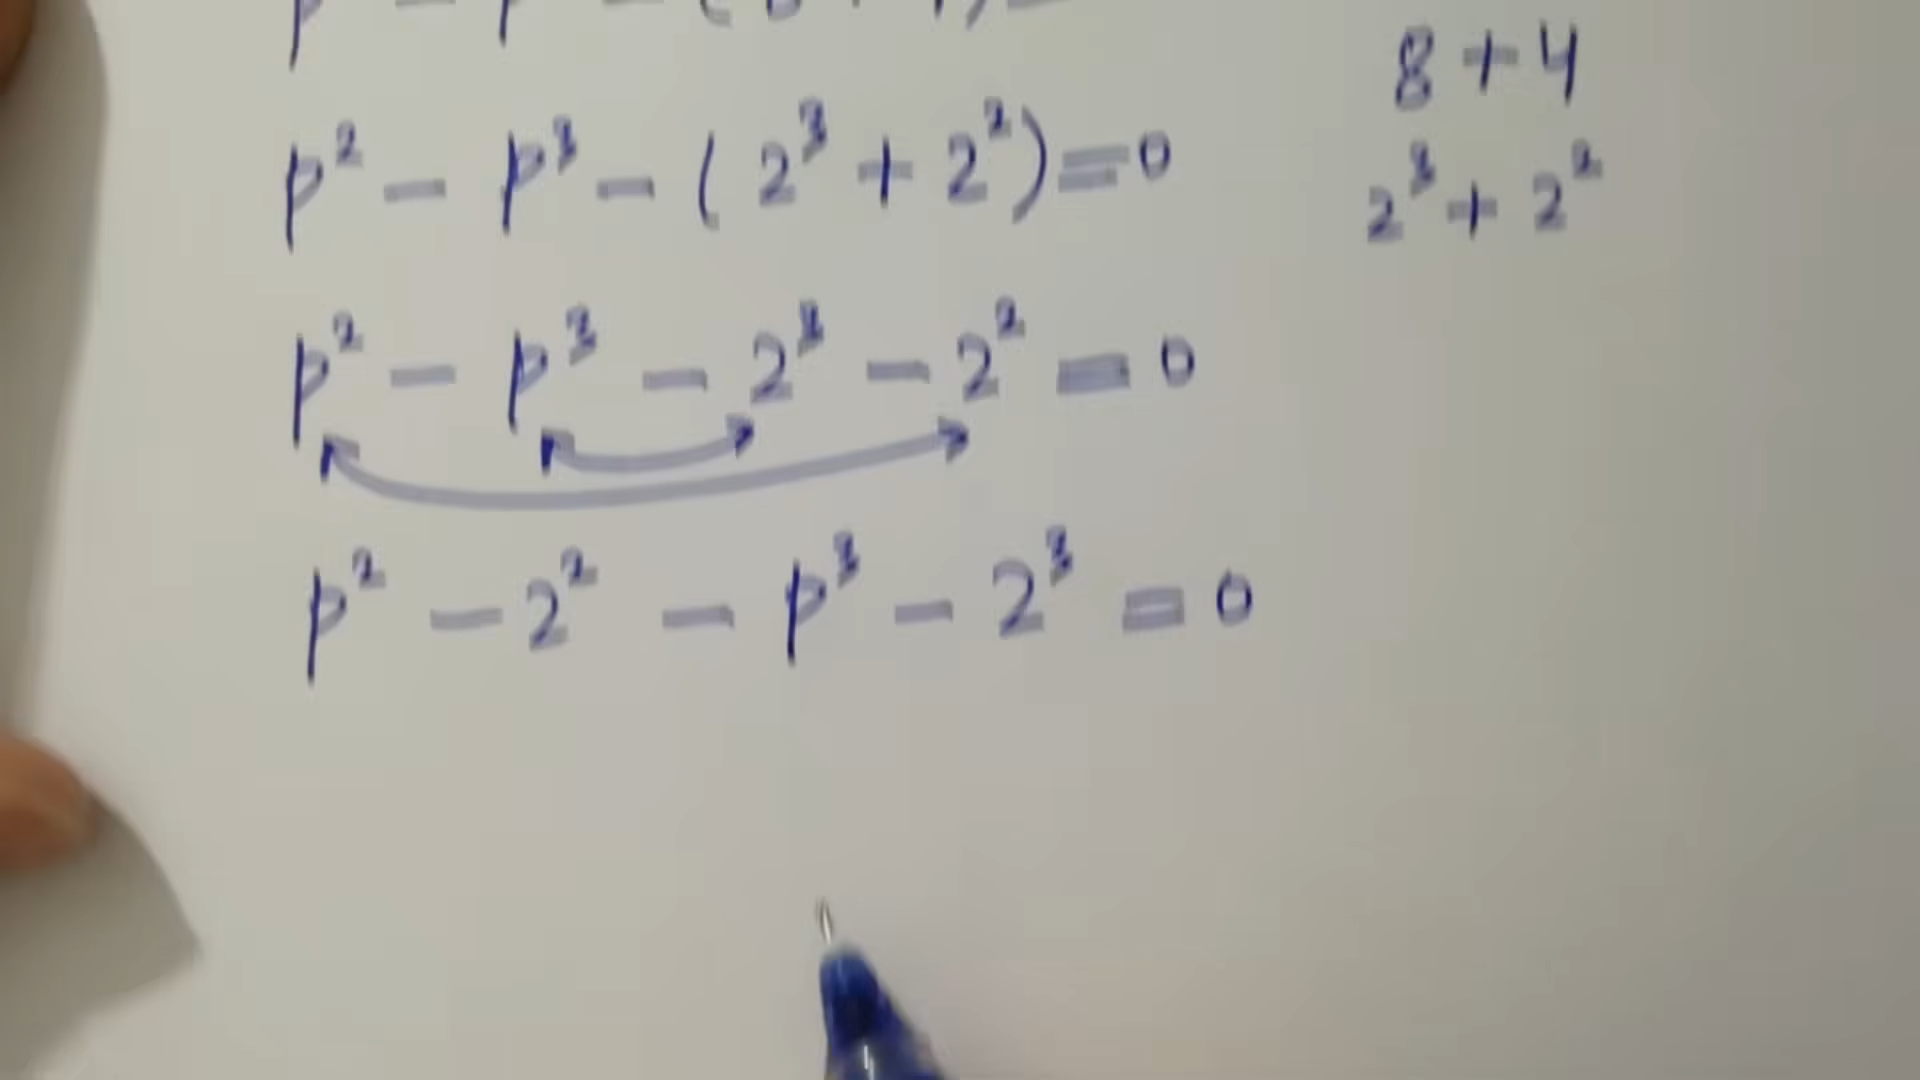 8 + 4
p² − p³ − ( 2³ + 2² ) = 0
2³ + 2²
p² − p³ − 2³ − 2² = 0
p² − 2² − p³ − 2³ = 0